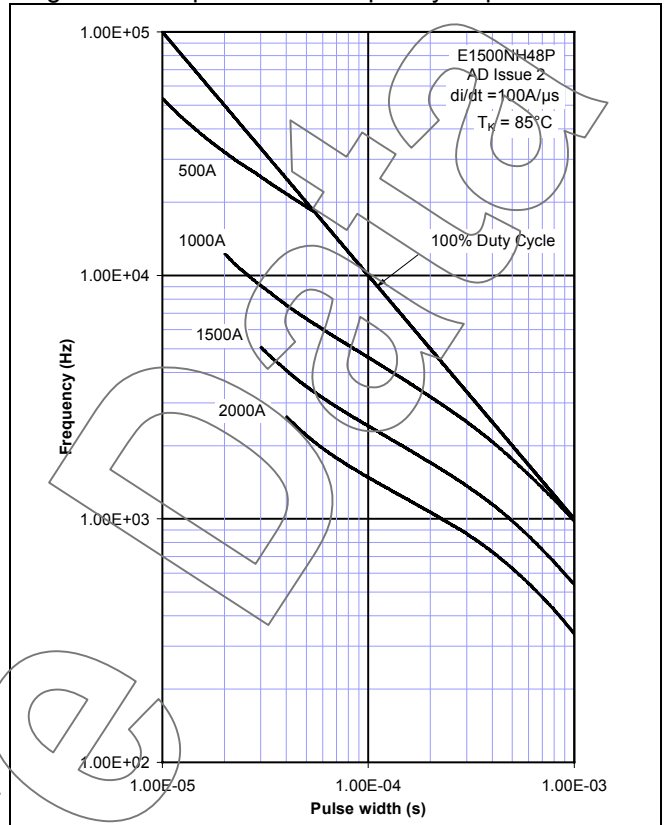 1.00E+05
E1500NH48P
AD Issue 2
di/dt =100A/µs
TK = 85°C
500A
1000A
100% Duty Cycle
1.00E+04
1500A
Frequency (Hz)
2000A
1.00E+03
1.00E+02
1.00E-05
1.00E-04
1.00E-03
Pulse width (s)